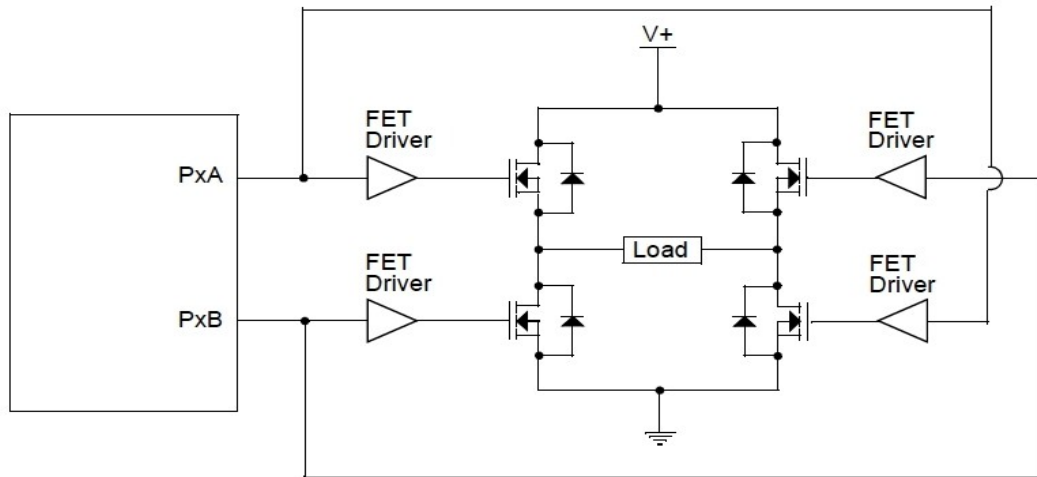 V+
FET
Driver
FET
Driver
PxA
Load
FET
Driver
FET
Driver
PxB